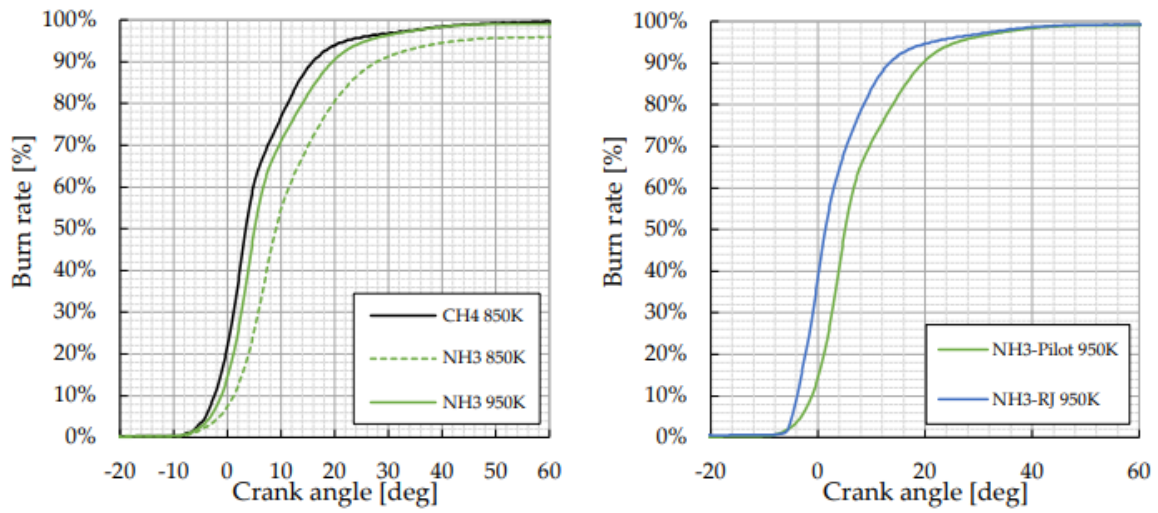 100%
90%
80%
70%
60%
50%
40%
30%
20%
10%
0%
Burn rate [%]
CH4 850K
NH3 850K
NH3 950K
-20 -10 0 10 20 30 40 50 60
Crank angle [deg]
100%
90%
80%
70%
60%
50%
40%
30%
20%
10%
0%
Burn rate [%]
NH3-Pilot 950K
NH3-RJ 950K
-20 0 20 40 60
Crank angle [deg]